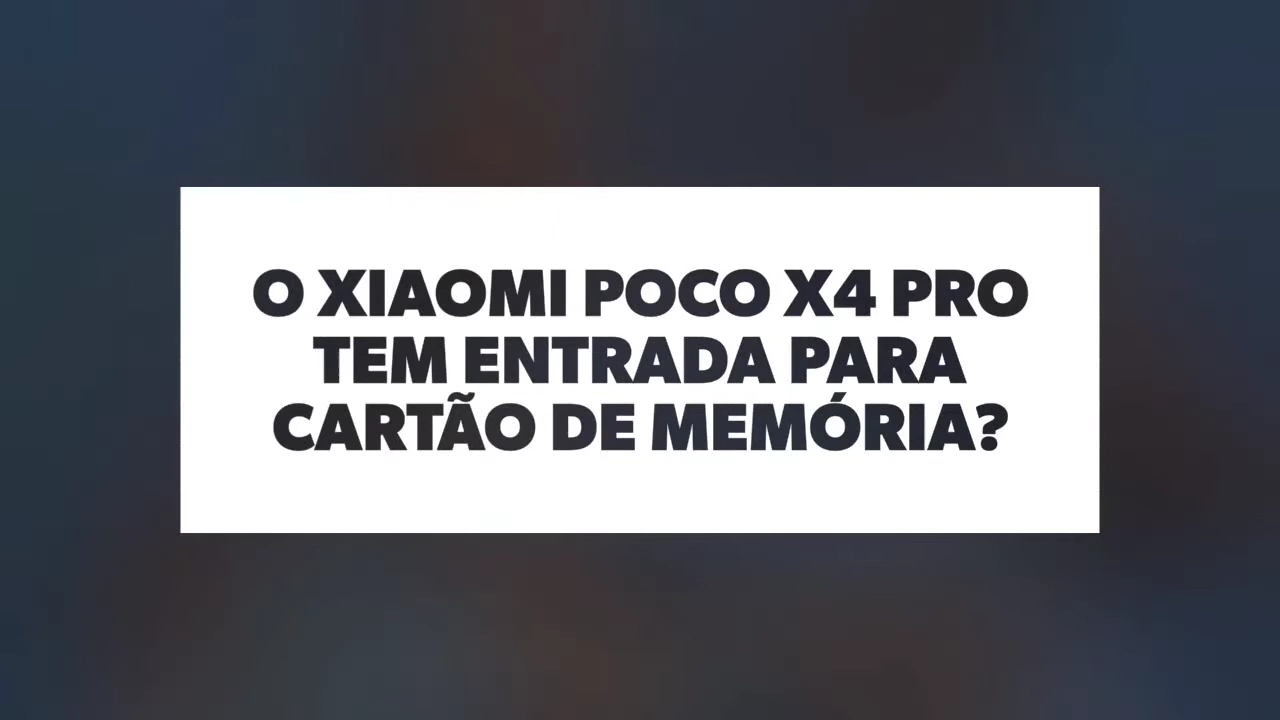 O XIAOMI POCO X4 PRO
TEM ENTRADA PARA
CARTÃO DE MEMÓRIA?